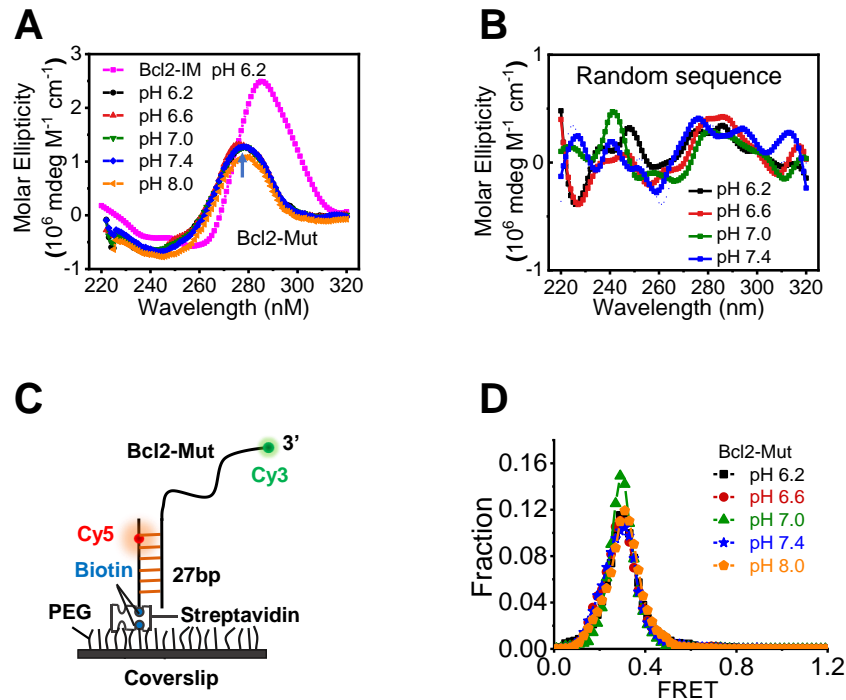 A
Molar Ellipticity
(10⁶ mdeg M⁻¹ cm⁻¹)
3
2
1
0
-1
Bcl2-IM pH 6.2
pH 6.2
pH 6.6
pH 7.0
pH 7.4
pH 8.0
Bcl2-Mut
220 240 260 280 300 320
Wavelength (nM)
B
Molar Ellipticity
(10⁶ mdeg M⁻¹ cm⁻¹)
1
0
-1
Random sequence
pH 6.2
pH 6.6
pH 7.0
pH 7.4
220 240 260 280 300 320
Wavelength (nm)
C
Bcl2-Mut
3’
Cy3
Cy5
Biotin
27bp
PEG
Streptavidin
Coverslip
D
Fraction
0.16
0.12
0.08
0.04
0.00
Bcl2-Mut
pH 6.2
pH 6.6
pH 7.0
pH 7.4
pH 8.0
0.0 0.4 0.8 1.2
FRET